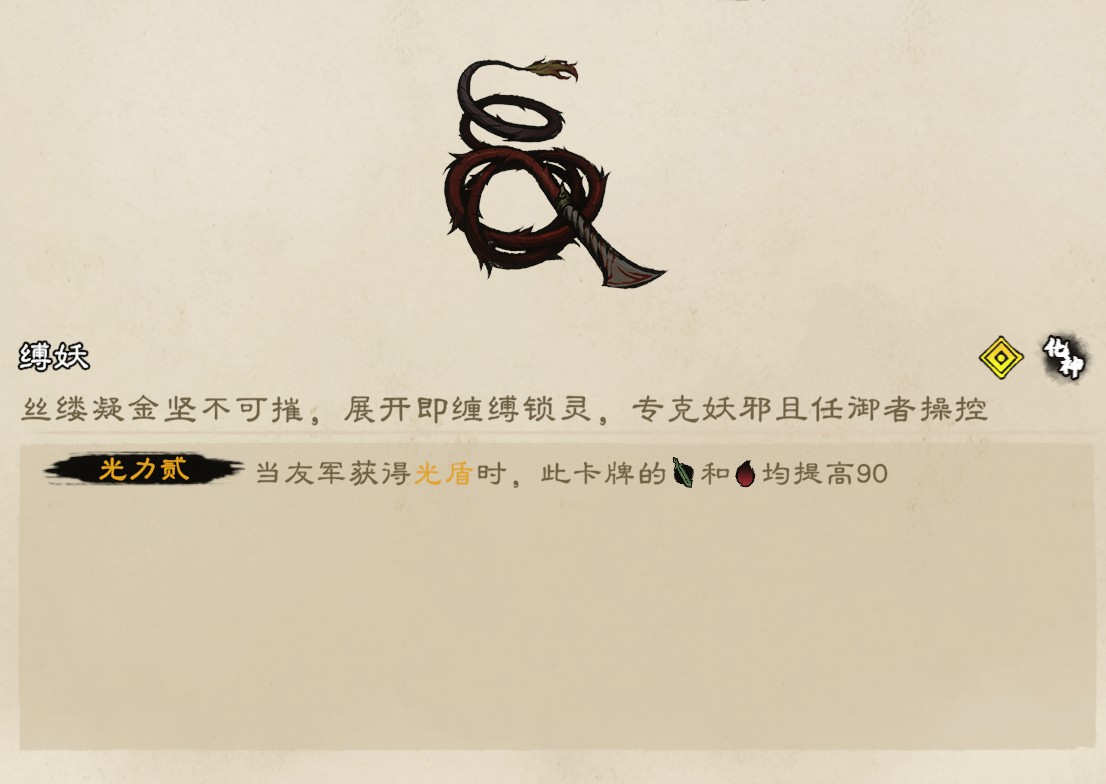 缚妖
化神
丝缕凝金坚不可摧，展开即缠缚锁灵，专克妖邪且任御者操控
光力贰 当友军获得光盾时，此卡牌的和均提高90